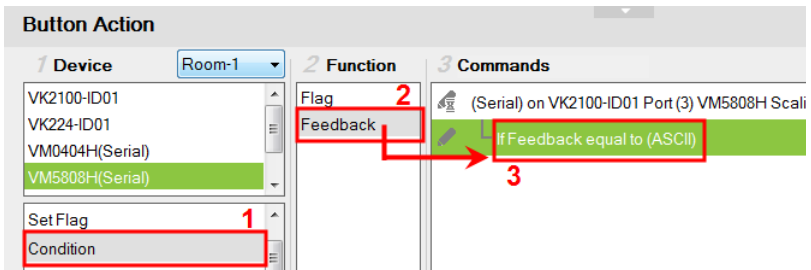 Button Action
1 Device
Room-1
2 Function
3 Commands
VK2100-ID01
VK224-ID01
VM0404H(Serial)
VM5808H(Serial)
Set Flag
1
Condition
Flag
2
Feedback
(Serial) on VK2100-ID01 Port (3) VM5808H Scali
If Feedback equal to (ASCII)
3